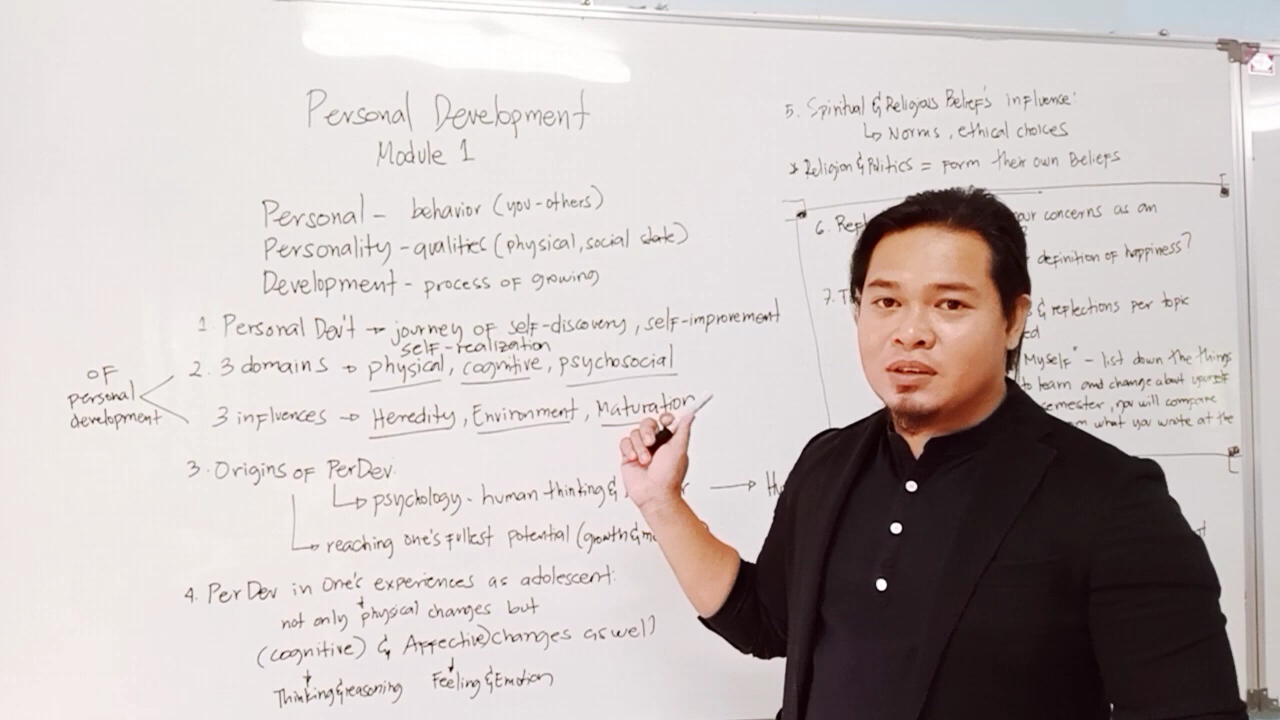 Personal Development
Module 1
Personal - behavior (you-others)
Personality - qualities (physical, social state)
Development - process of growing
1. Personal Dev't → journey of self-discovery, self-improvement
self-realization
2. 3 domains → physical, cognitive, psychosocial
of
personal
development
3 influences → Heredity, Environment, Maturation
3. Origins of PerDev.
↳ psychology - human thinking &
→ reaching one's fullest potential (growth &
4. PerDev in one's experiences as adolescent:
not only physical changes but
(cognitive) & Affective) changes as well)
Thinking & reasoning Feeling & Emotion
5. Spiritual & Religious Belief's influence:
↳ Norms, ethical choices
* Religion & Politics = form their own Beliefs
6. concerns as an
definition of happiness?
7. & reflections per topic
Myself" - list down the things
to learn and change about yourself
semester, you will compare
what you wrote at the